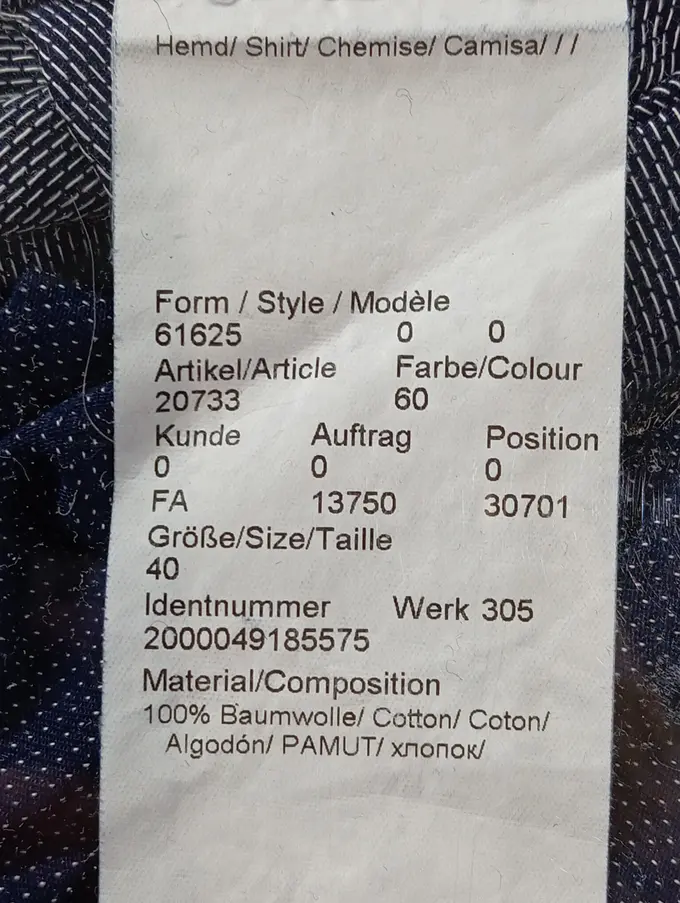 Hemd/ Shirt/ Chemise/ Camisa/ / /
Form / Style / Modèle
61625 0 0
Artikel/Article Farbe/Colour
20733 60
Kunde Auftrag Position
0 0 0
FA 13750 30701
Größe/Size/Taille
40
Identnummer Werk 305
2000049185575
Material/Composition
100% Baumwolle/ Cotton/ Coton/
Algodón/ PAMUT/ хлопок/